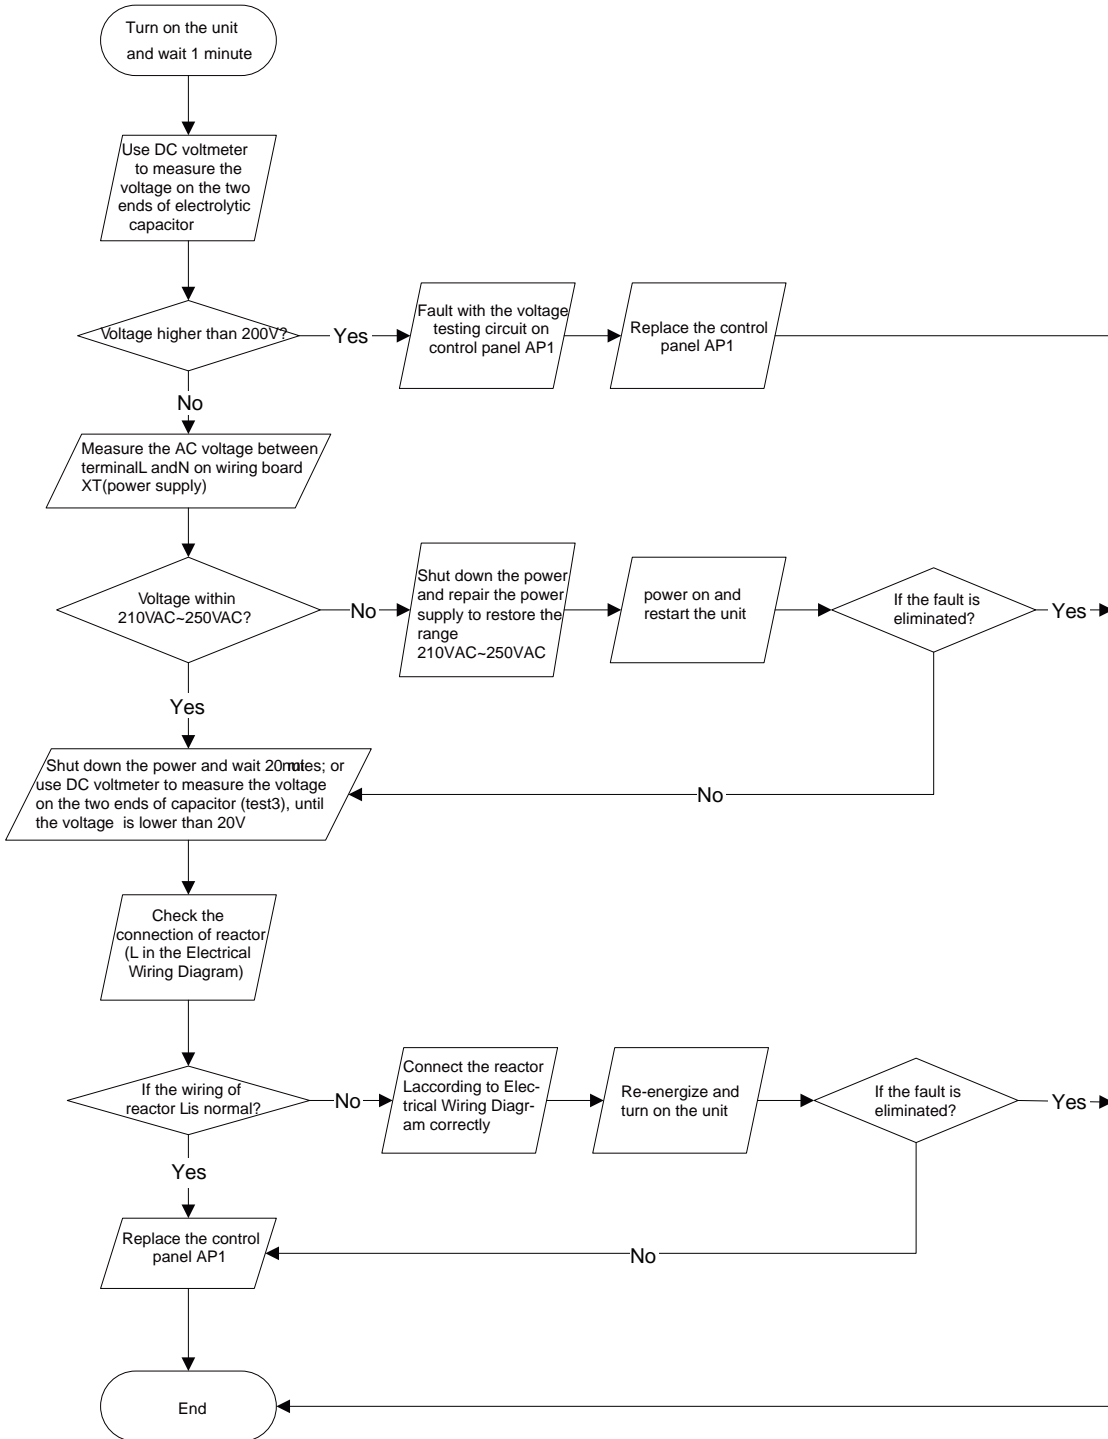 Turn on the unit
and wait 1 minute
Use DC voltmeter
to measure the
voltage on the two
ends of electrolytic
capacitor
Voltage higher than 200V?
Yes
Fault with the voltage
testing circuit on
control panel AP1
Replace the control
panel AP1
No
Measure the AC voltage between
terminalL andN on wiring board
XT(power supply)
Voltage within
210VAC~250VAC?
No
Shut down the power
and repair the power
supply to restore the
range
210VAC~250VAC
power on and
restart the unit
If the fault is
eliminated?
Yes
Yes
No
Shut down the power and wait 20 ; or
use DC voltmeter to measure the voltage
on the two ends of capacitor (test3), until
the voltage is lower than 20V
Check the
connection of reactor
(L in the Electrical
Wiring Diagram)
If the wiring of
reactor Lis normal?
No
Connect the reactor
Laccording to Elec-
trical Wiring Diagr-
am correctly
Re-energize and
turn on the unit
If the fault is
eliminated?
Yes
Yes
No
Replace the control
panel AP1
End